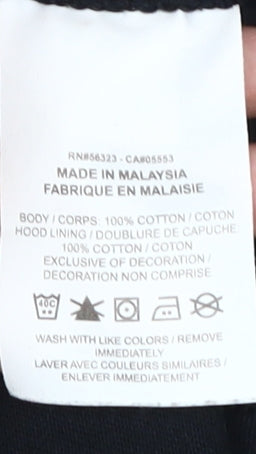 RN#56323 - CA#05553
MADE IN MALAYSIA
FABRIQUE EN MALAISIE
BODY / CORPS: 100% COTTON / COTON
HOOD LINING / DOUBLURE DE CAPUCHE
100% COTTON / COTON
EXCLUSIVE OF DECORATION /
DECORATION NON COMPRISE
40C
WASH WITH LIKE COLORS / REMOVE
IMMEDIATELY
LAVER AVEC COULEURS SIMILAIRES /
ENLEVER IMMEDIATEMENT